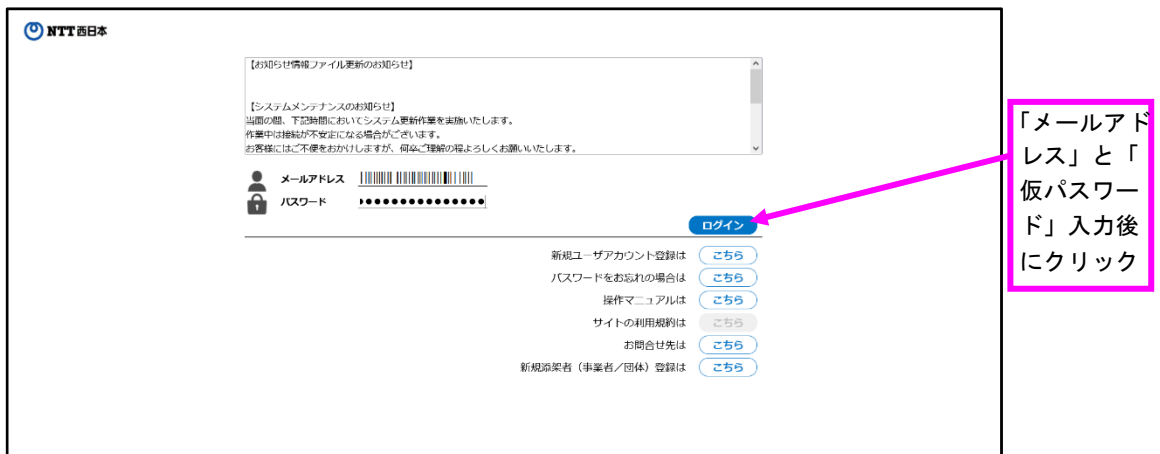 NTT西日本
【お知らせ情報ファイル更新のお知らせ】
【システムメンテナンスのお知らせ】
当面の間、下記時間においてシステム更新作業を実施いたします。
作業中は接続が不安定になる場合がございます。
お客様にはご不便をおかけしますが、何卒ご理解の程よろしくお願いいたします。
メールアドレス
パスワード
ログイン
新規ユーザアカウント登録は こちら
パスワードをお忘れの場合は こちら
操作マニュアルは こちら
サイトの利用規約は こちら
お問合せ先は こちら
新規添架者（事業者／団体）登録は こちら
「メールアド
レス」と「
仮パスワー
ド」入力後
にクリック